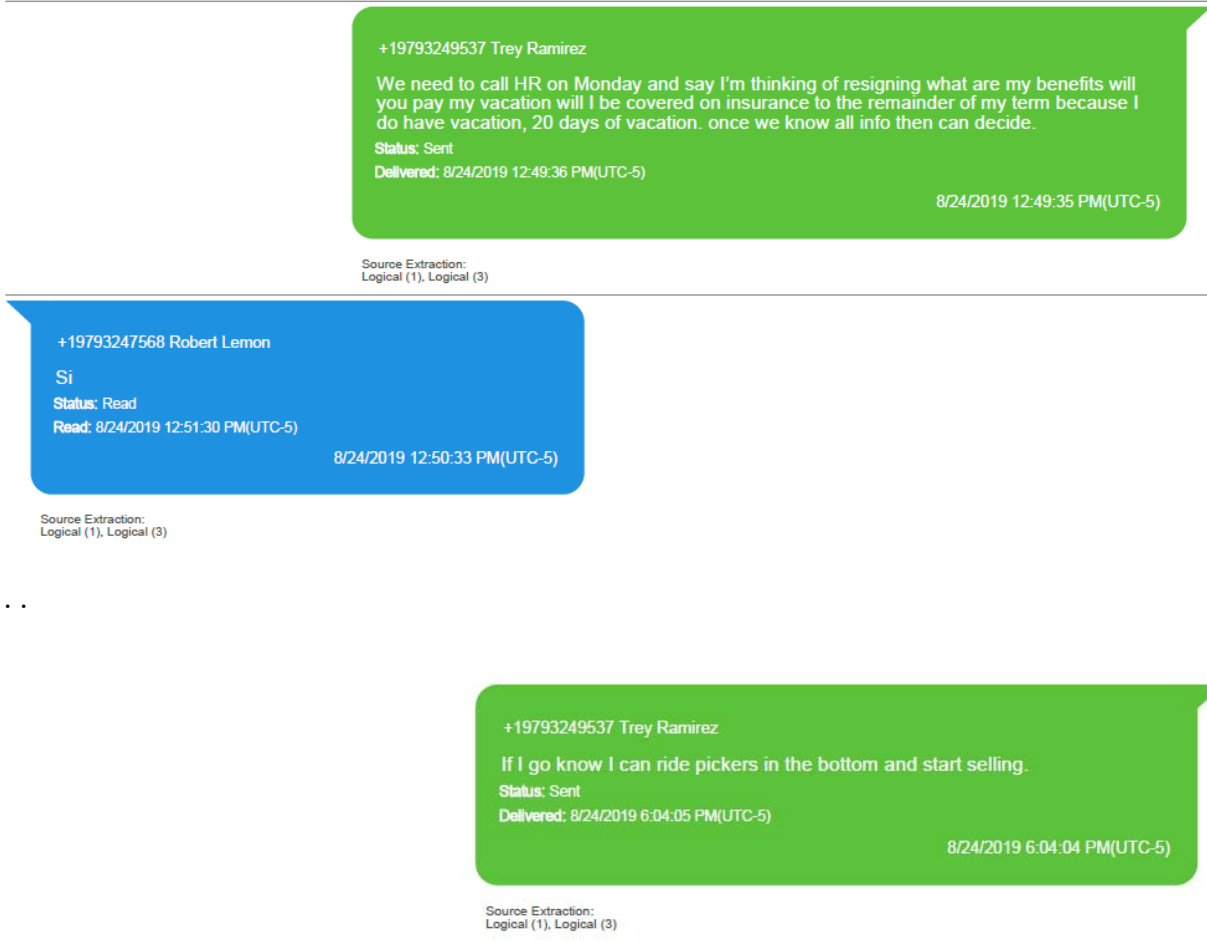 +19793249537 Trey Ramirez
We need to call HR on Monday and say I'm thinking of resigning what are my benefits will
you pay my vacation will I be covered on insurance to the remainder of my term because I
do have vacation, 20 days of vacation. once we know all info then can decide.
Status: Sent
Delivered: 8/24/2019 12:49:36 PM(UTC-5)
8/24/2019 12:49:35 PM(UTC-5)
Source Extraction:
Logical (1), Logical (3)
+19793247568 Robert Lemon
Si
Status: Read
Read: 8/24/2019 12:51:30 PM(UTC-5)
8/24/2019 12:50:33 PM(UTC-5)
Source Extraction:
Logical (1), Logical (3)
. .
+19793249537 Trey Ramirez
If I go know I can ride pickers in the bottom and start selling.
Status: Sent
Delivered: 8/24/2019 6:04:05 PM(UTC-5)
8/24/2019 6:04:04 PM(UTC-5)
Source Extraction:
Logical (1), Logical (3)